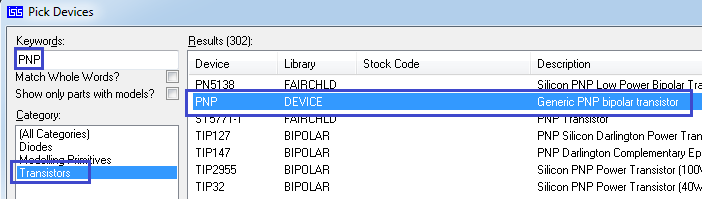 ISIS Pick Devices
Keywords:
PNP
Match Whole Words?
Show only parts with models?
Category:
(All Categories)
Diodes
Modelling Primitives
Transistors
Results (302):
Device Library Stock Code Description
PN5138 FAIRCHLD Silicon PNP Low Power Bipolar Tran
PNP DEVICE Generic PNP bipolar transistor
ST5771-1 FAIRCHLD PNP Transistor
TIP127 BIPOLAR PNP Silicon Darlington Power Tran
TIP147 BIPOLAR PNP Darlington Complementary Ep
TIP2955 BIPOLAR Silicon PNP Power Transistor (100W
TIP32 BIPOLAR Silicon PNP Power Transistor (40W